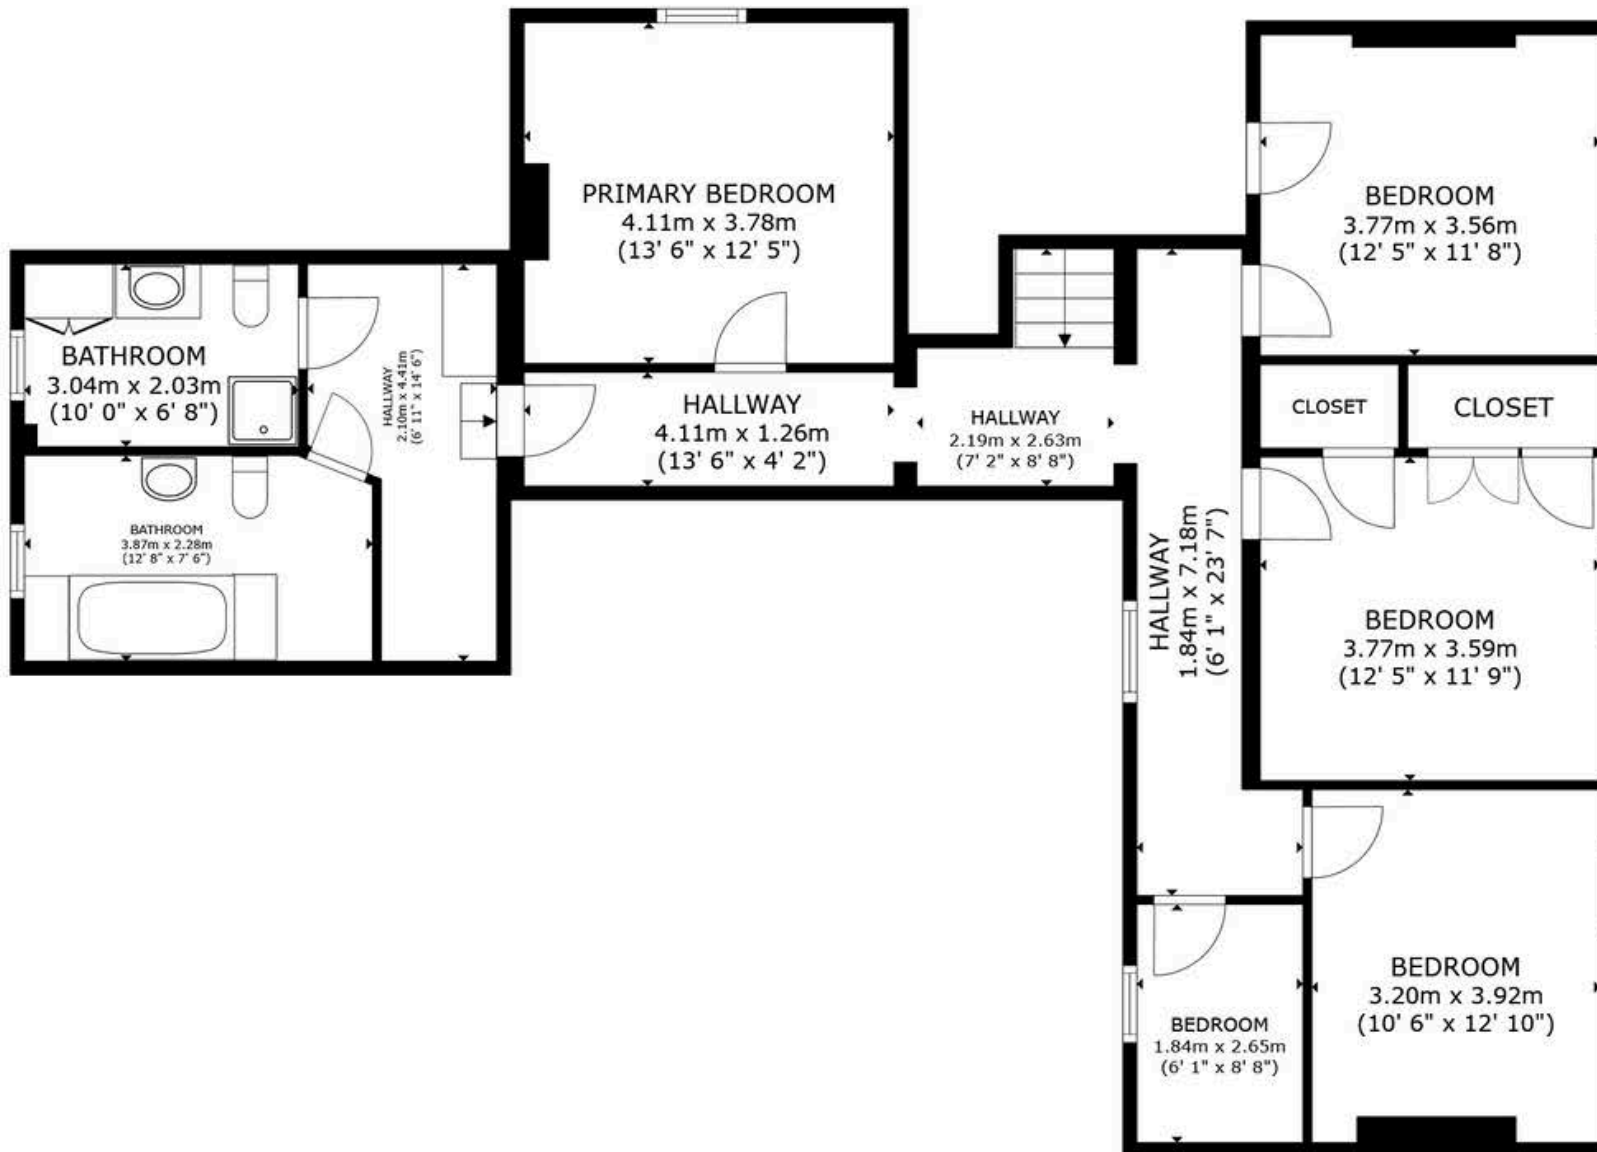 PRIMARY BEDROOM
4.11m x 3.78m
(13' 6" x 12' 5")
BEDROOM
3.77m x 3.56m
(12' 5" x 11' 8")
BATHROOM
3.04m x 2.03m
(10' 0" x 6' 8")
HALLWAY
2.10m x 4.41m
(6' 11" x 14' 6")
HALLWAY
4.11m x 1.26m
(13' 6" x 4' 2")
HALLWAY
2.19m x 2.63m
(7' 2" x 8' 8")
CLOSET
CLOSET
BATHROOM
3.87m x 2.28m
(12' 8" x 7' 6")
HALLWAY
1.84m x 7.18m
(6' 1" x 23' 7")
BEDROOM
3.77m x 3.59m
(12' 5" x 11' 9")
BEDROOM
3.20m x 3.92m
(10' 6" x 12' 10")
BEDROOM
1.84m x 2.65m
(6' 1" x 8' 8")